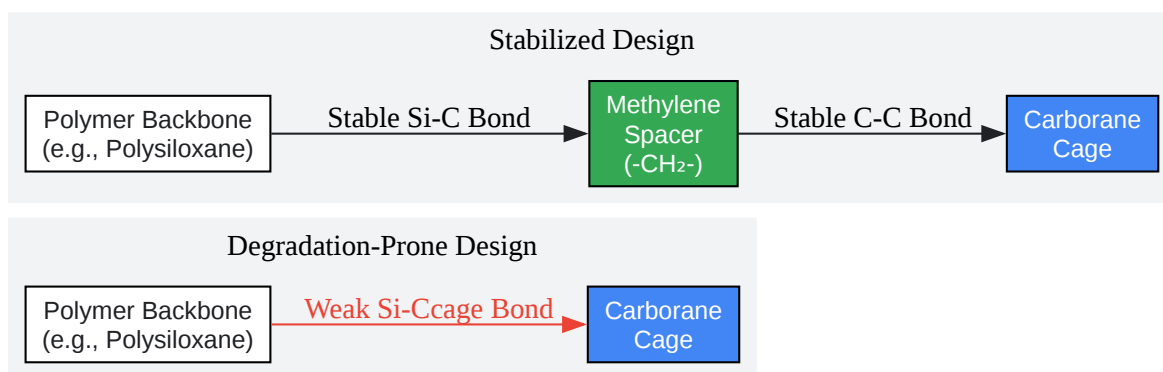 Stabilized Design
Polymer Backbone
(e.g., Polysiloxane)
Stable Si-C Bond
Methylene
Spacer
(-CH₂-)
Stable C-C Bond
Carborane
Cage
Degradation-Prone Design
Polymer Backbone
(e.g., Polysiloxane)
Weak Si-Ccage Bond
Carborane
Cage